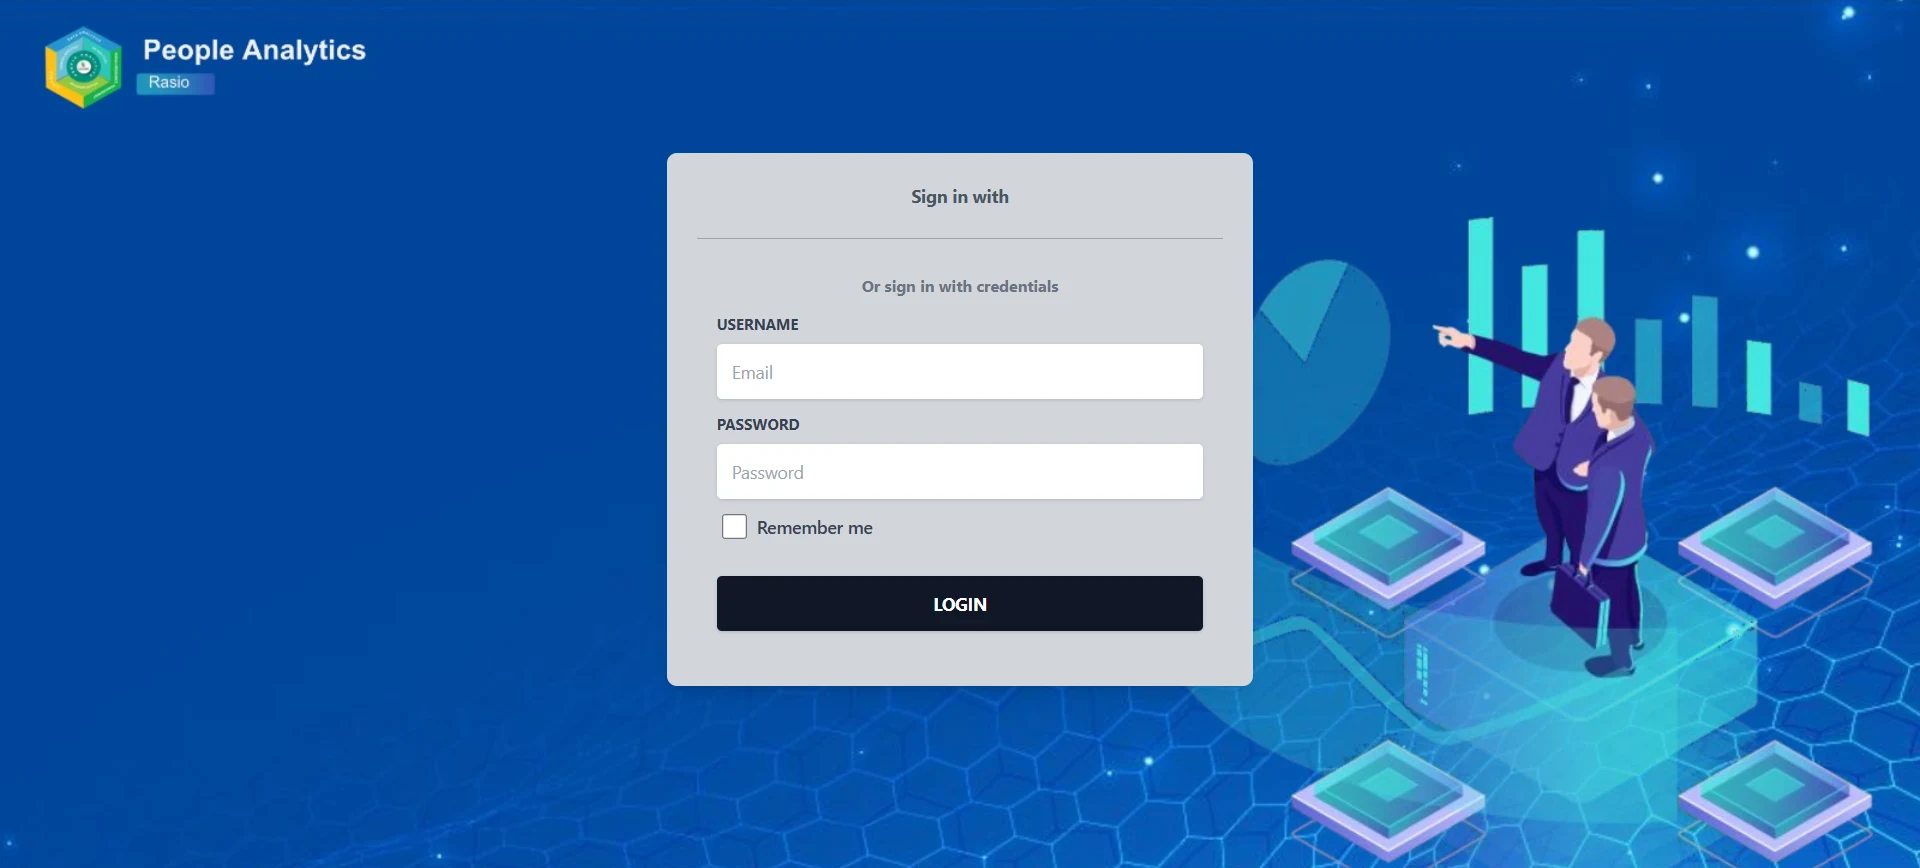 People Analytics
Rasio
Sign in with
Or sign in with credentials
USERNAME
Email
PASSWORD
Password
Remember me
LOGIN